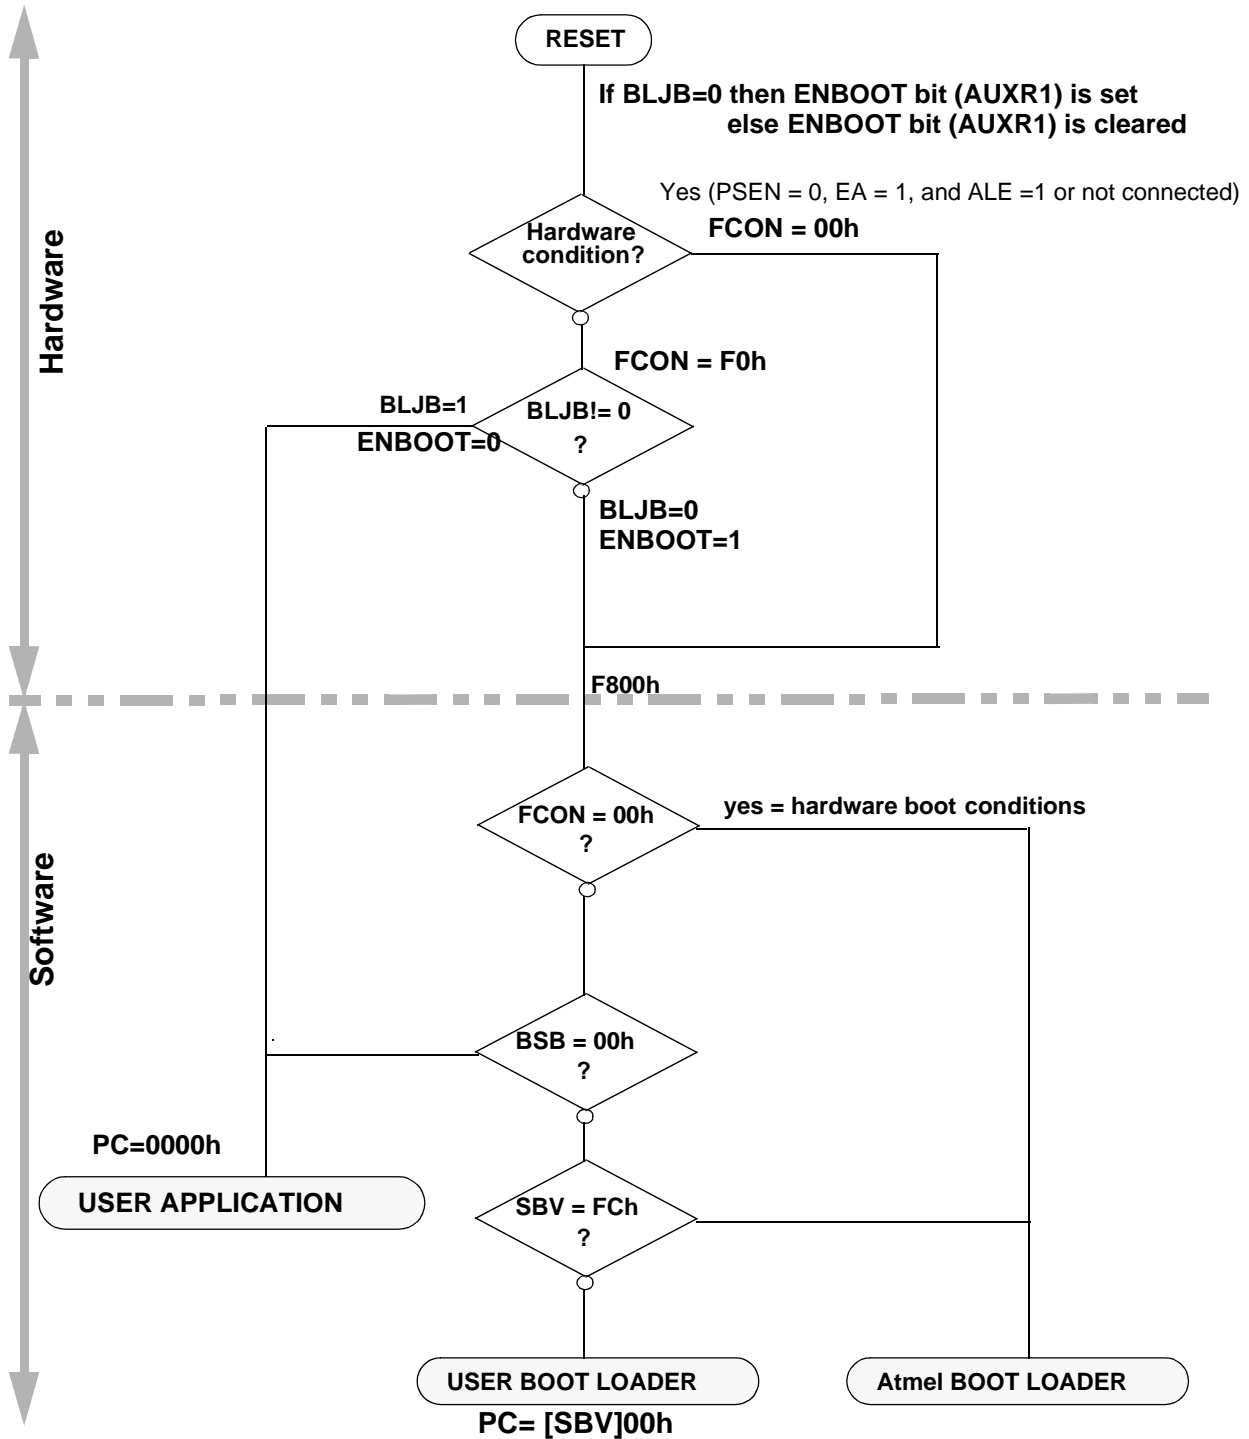 RESET
If BLJB=0 then ENBOOT bit (AUXR1) is set
else ENBOOT bit (AUXR1) is cleared
Yes (PSEN = 0, EA = 1, and ALE =1 or not connected)
FCON = 00h
Hardware
condition?
Hardware
FCON = F0h
BLJB=1
ENBOOT=0
BLJB!= 0
?
BLJB=0
ENBOOT=1
F800h
FCON = 00h
?
yes = hardware boot conditions
Software
BSB = 00h
?
PC=0000h
USER APPLICATION
SBV = FCh
?
USER BOOT LOADER
PC= [SBV]00h
Atmel BOOT LOADER